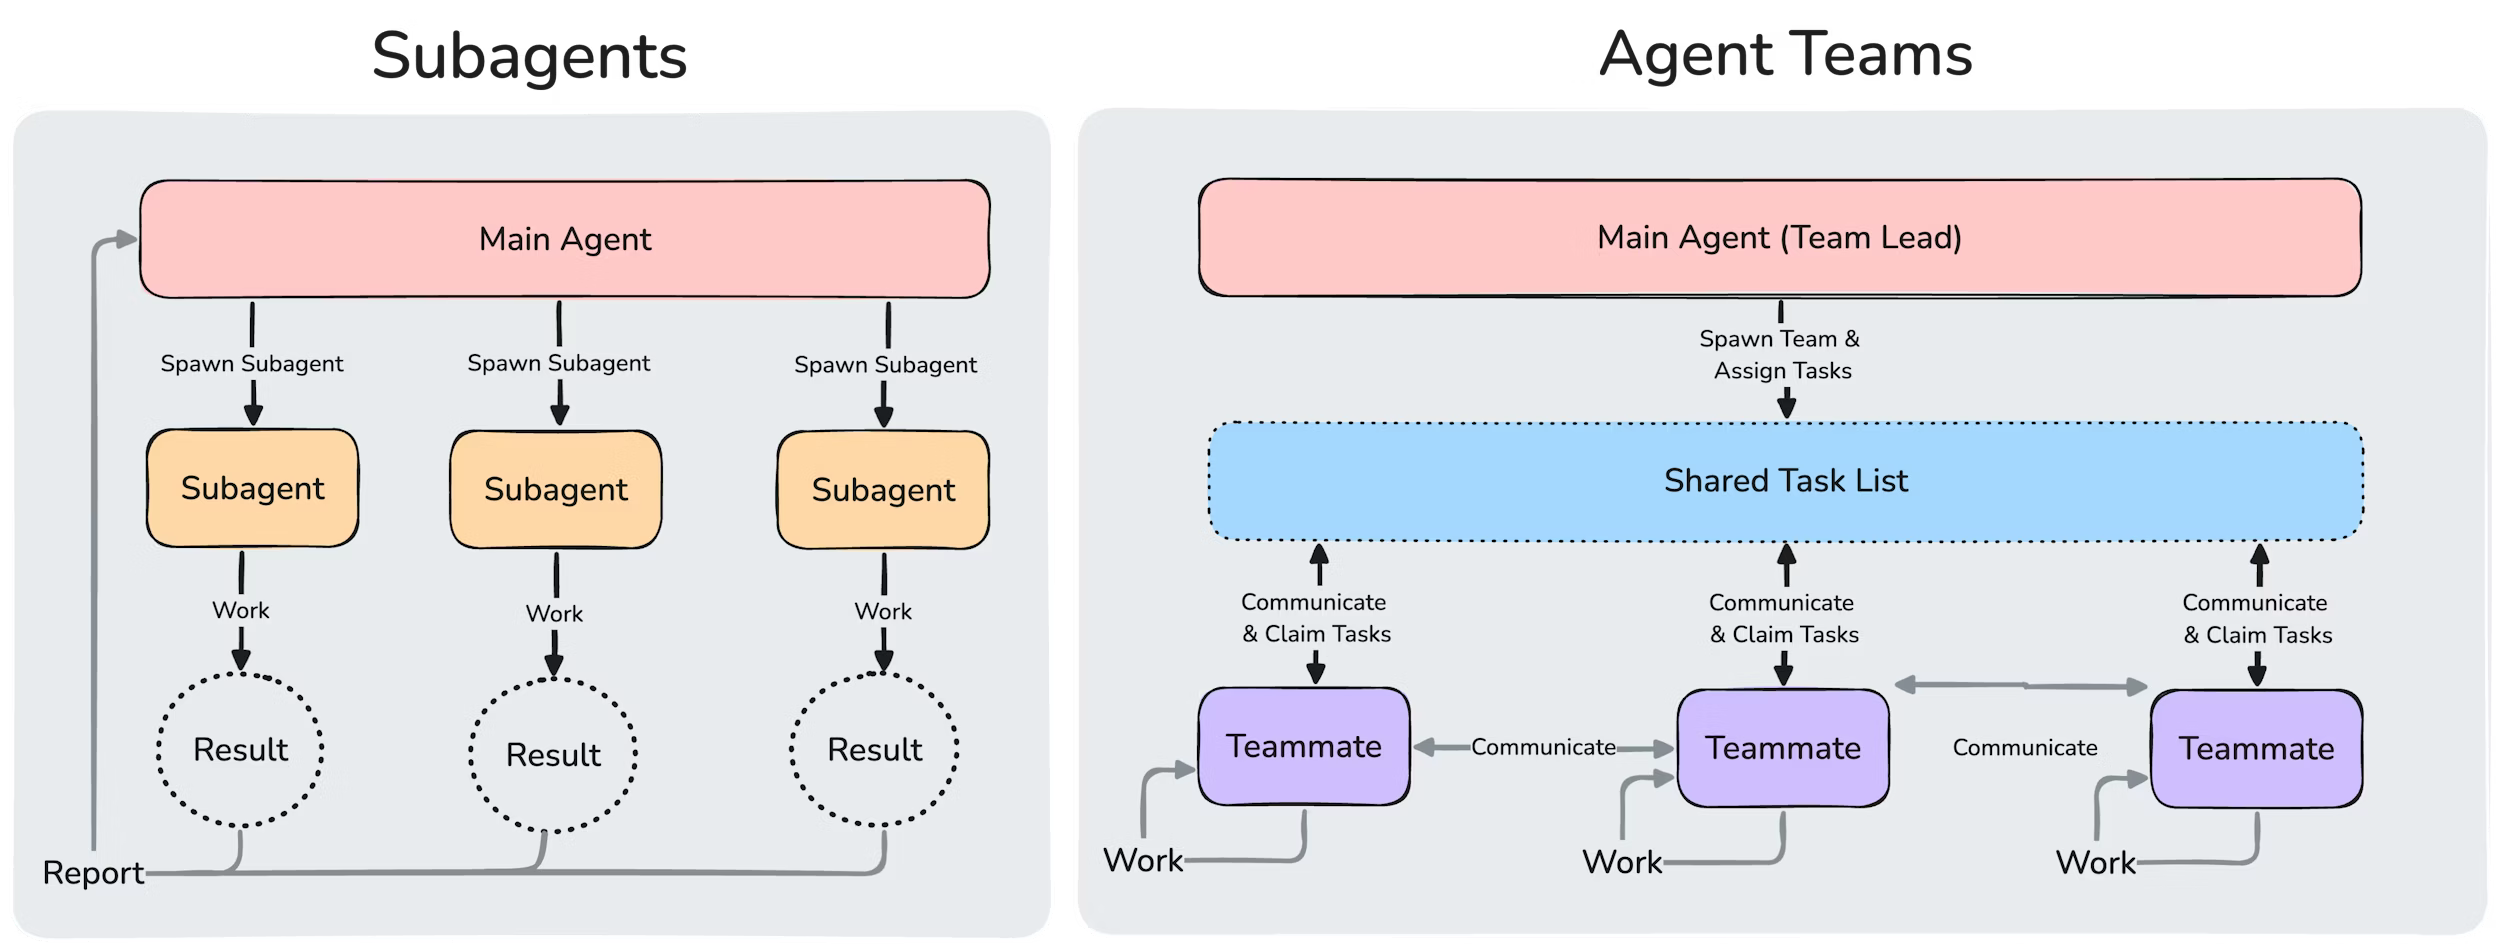 Subagents
Main Agent
Spawn Subagent
Spawn Subagent
Spawn Subagent
Subagent
Subagent
Subagent
Work
Work
Work
Result
Result
Result
Report
Agent Teams
Main Agent (Team Lead)
Spawn Team &
Assign Tasks
Shared Task List
Communicate
& Claim Tasks
Communicate
& Claim Tasks
Communicate
& Claim Tasks
Teammate
Communicate
Teammate
Communicate
Teammate
Work
Work
Work